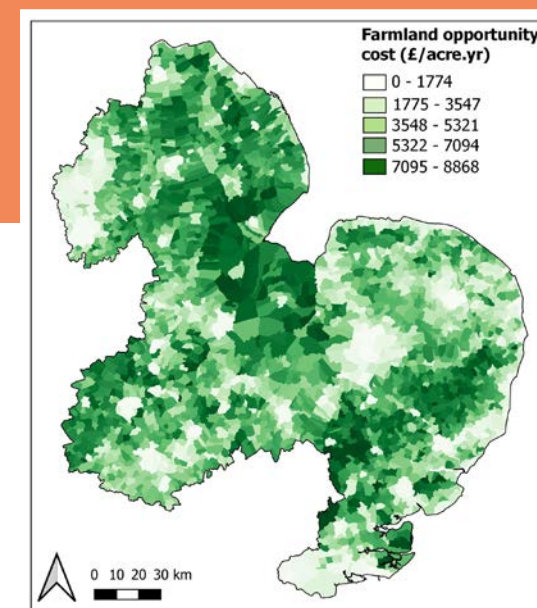 Farmland opportunity
cost (£/acre.yr)
0 - 1774
1775 - 3547
3548 - 5321
5322 - 7094
7095 - 8868
0 10 20 30 km